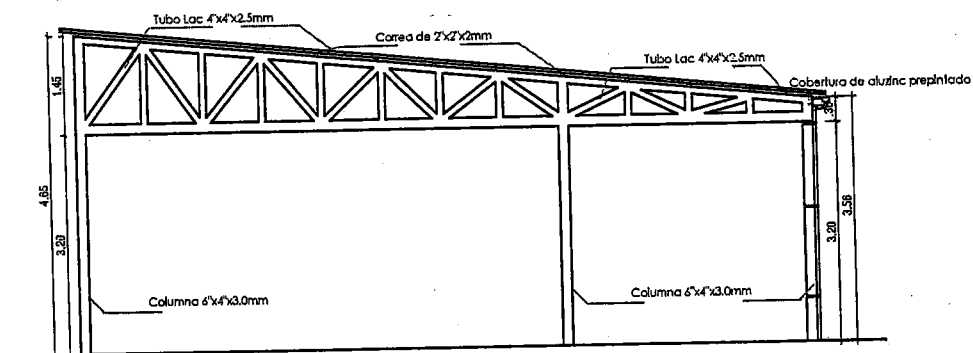 Tubo Lac 4"x4"x2.5mm
Correa de 2"x2"x2mm
Tubo Lac 4"x4"x2.5mm
Cobertura de aluzinc prepintado
1.45
.38
4.65
3.20
3.20
3.58
Columna 6"x4"x3.0mm
Columna 6"x4"x3.0mm